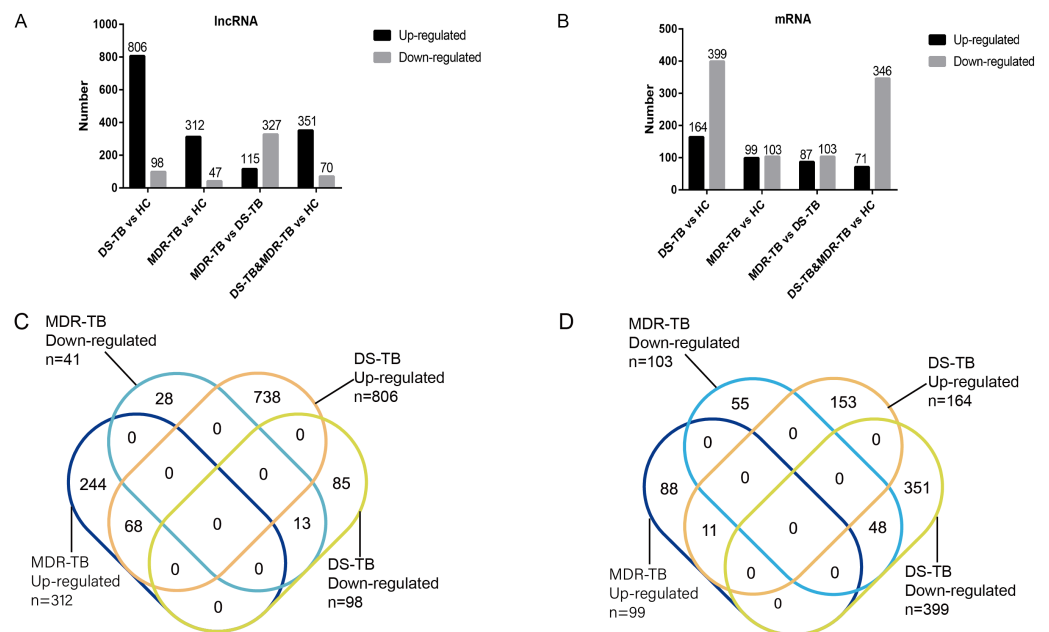 A
lncRNA
Number
1000
800
600
400
200
0
806
98
312
47
115
327
351
70
DS-TB vs HC
MDR-TB vs HC
MDR-TB vs DS-TB
DS-TB&MDR-TB vs HC
Up-regulated
Down-regulated
B
mRNA
Number
500
400
300
200
100
0
164
399
99
103
87
103
71
346
DS-TB vs HC
MDR-TB vs HC
MDR-TB vs DS-TB
DS-TB&MDR-TB vs HC
Up-regulated
Down-regulated
C
MDR-TB
Down-regulated
n=41
DS-TB
Up-regulated
n=806
28
738
0
0
0
244
0
0
85
68
0
13
0
0
0
MDR-TB
Up-regulated
n=312
DS-TB
Down-regulated
n=98
D
MDR-TB
Down-regulated
n=103
DS-TB
Up-regulated
n=164
55
153
0
0
0
88
0
0
351
11
0
48
0
0
0
MDR-TB
Up-regulated
n=99
DS-TB
Down-regulated
n=399